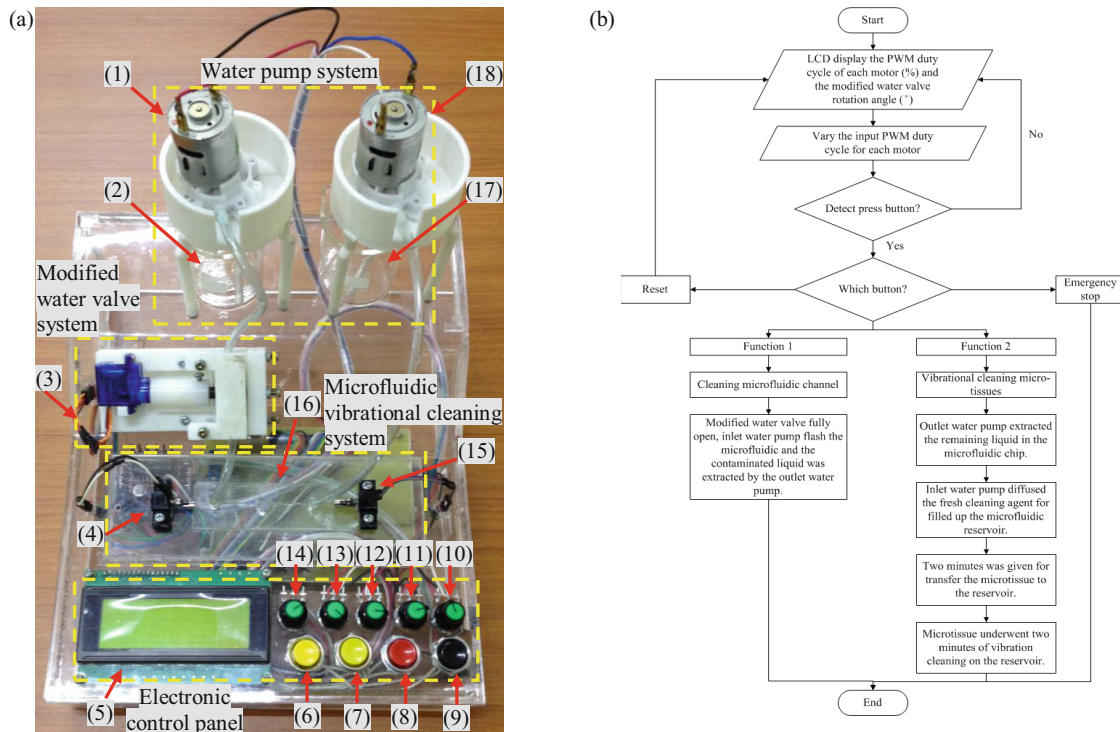 (a)
Water pump system
(1)
(18)
(2)
(17)
Modified
water valve
system
(3)
(16)
Microfluidic
vibrational cleaning
system
(15)
(4)
(14)
(13)
(12)
(11)
(10)
(5)
Electronic
control panel
(6)
(7)
(8)
(9)
(b)
Start
LCD display the PWM duty
cycle of each motor (%) and
the modified water valve
rotation angle (°)
Vary the input PWM duty
cycle for each motor
No
Detect press button?
Yes
Reset
Which button?
Emergency
stop
Function 1
Cleaning microfluidic channel
Modified water valve fully
open, inlet water pump flash the
microfluidic and the
contaminated liquid was
extracted by the outlet water
pump.
Function 2
Vibrational cleaning micro-
tissues
Outlet water pump extracted
the remaining liquid in the
microfluidic chip.
Inlet water pump diffused
the fresh cleaning agent for
filled up the microfluidic
reservoir.
Two minutes was given for
transfer the microtissue to
the reservoir.
Microtissue underwent two
minutes of vibration
cleaning on the reservoir.
End